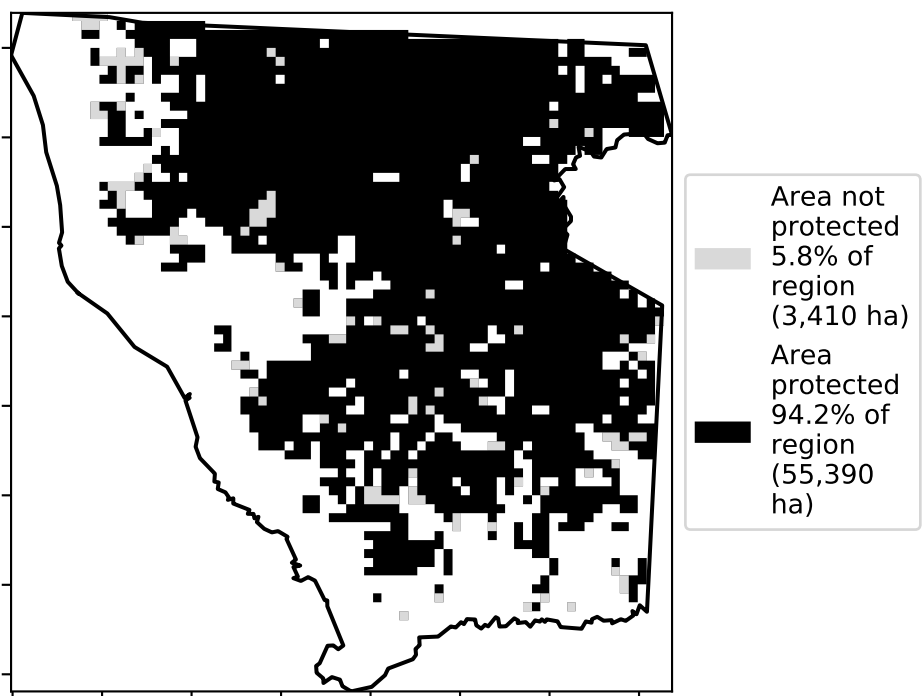 Area not
protected
5.8% of
region
(3,410 ha)
Area
protected
94.2% of
region
(55,390
ha)